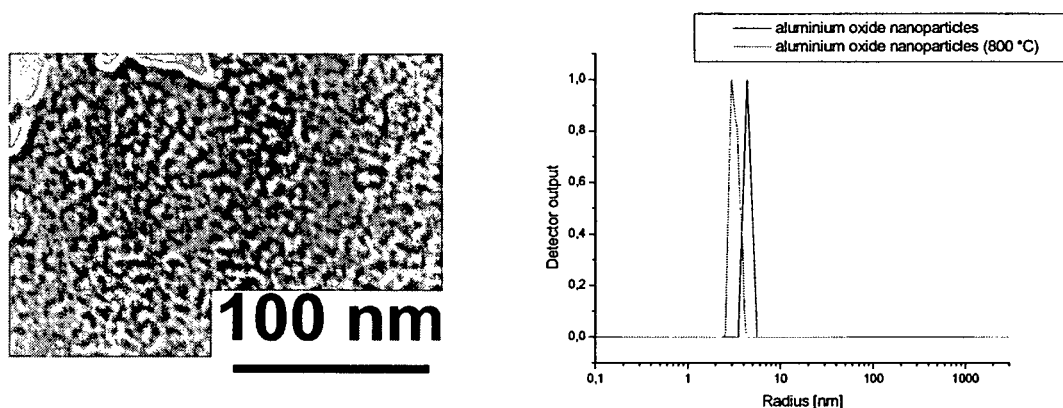 100 nm
aluminium oxide nanoparticles
aluminium oxide nanoparticles (800 °C)
1,0
0,8
0,6
0,4
0,2
0,0
Detector output
0,1 1 10 100 1000
Radius [nm]